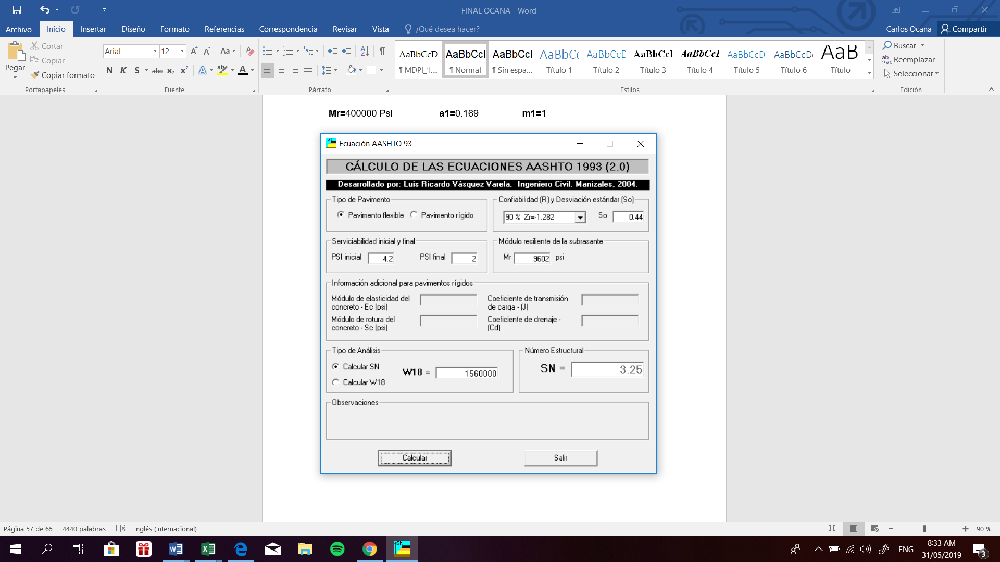 FINAL OCANA - Word
Archivo Inicio Insertar Diseño Formato Referencias Correspondencia Revisar Vista ¿Qué desea hacer? Carlos Ocana Compartir
Pegar
Cortar
Copiar
Copiar formato
Portapapeles
Arial 12
Aa
N K S abc x₂ x² A ab A
Fuente
Párrafo
AaBbCcD AaBbCcI AaBbCcI AaBbCc AaBbCcD AaBbCcI AaBbCcI AaBbCcDc AaBbCcDc AaB
¶ MDPI_1.... ¶ Normal ¶ Sin espa... Título 1 Título 2 Título 3 Título 4 Título 5 Título 6 Título
Estilos
Buscar
Reemplazar
Seleccionar
Edición
Mr=400000 Psi a1=0.169 m1=1
Ecuación AASHTO 93
CÁLCULO DE LAS ECUACIONES AASHTO 1993 (2.0)
Desarrollado por: Luis Ricardo Vásquez Varela. Ingeniero Civil. Manizales, 2004.
Tipo de Pavimento
Pavimento flexible Pavimento rígido
Confiabilidad (R) y Desviación estándar (So)
90 % Zr=-1.282 So 0.44
Serviciabilidad inicial y final
PSI inicial 4.2 PSI final 2
Módulo resiliente de la subrasante
Mr 9602 psi
Información adicional para pavimentos rígidos
Módulo de elasticidad del
concreto - Ec (psi)
Coeficiente de transmisión
de carga - (J)
Módulo de rotura del
concreto - Sc (psi)
Coeficiente de drenaje -
(Cd)
Tipo de Análisis
Calcular SN
Calcular W18
W18 = 1560000
Número Estructural
SN = 3.25
Observaciones
Calcular Salir
Página 57 de 65 4440 palabras Inglés (Internacional) 90 %
SN
ENG
8:33 AM
31/05/2019
3